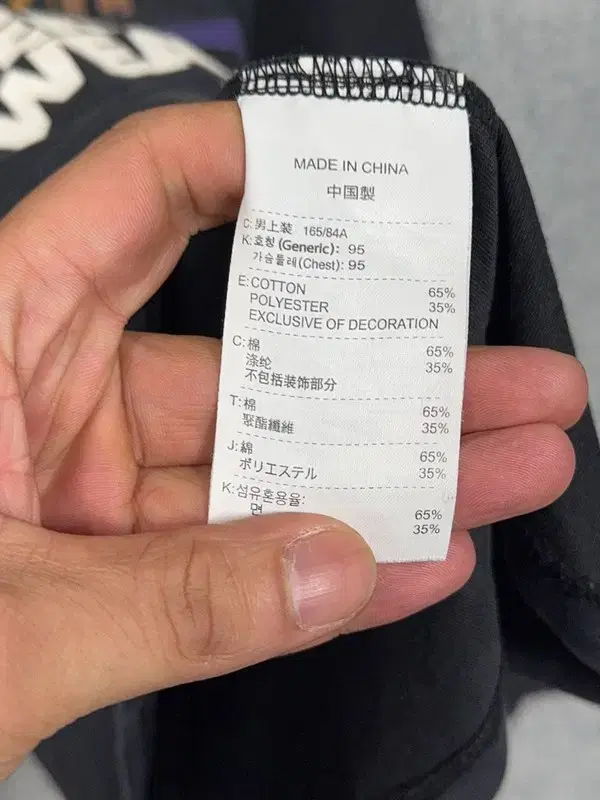 MADE IN CHINA
中国製
C:男上装 165/84A
K:호칭 (Generic): 95
가슴둘레(Chest): 95
E:COTTON 65%
POLYESTER 35%
EXCLUSIVE OF DECORATION
C:棉 65%
涤纶 35%
不包括装饰部分
T:棉 65%
聚酯纖維 35%
J:綿 65%
ポリエステル 35%
K:섬유혼용율:
면 65%
35%